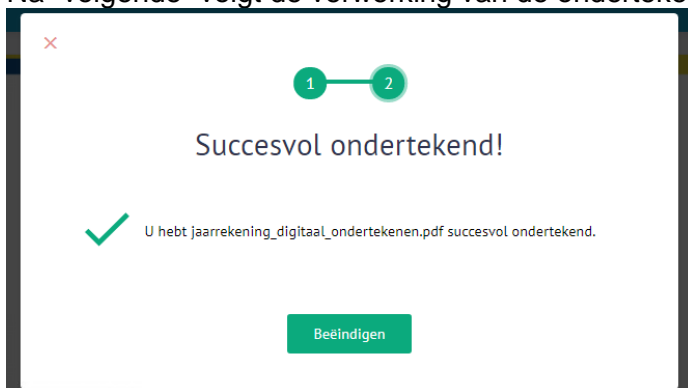 Na "volgende" volgt de verwerking van de onderteke
×
1 2
Succesvol ondertekend!
U hebt jaarrekening_digitaal_ondertekenen.pdf succesvol ondertekend.
Beëindigen